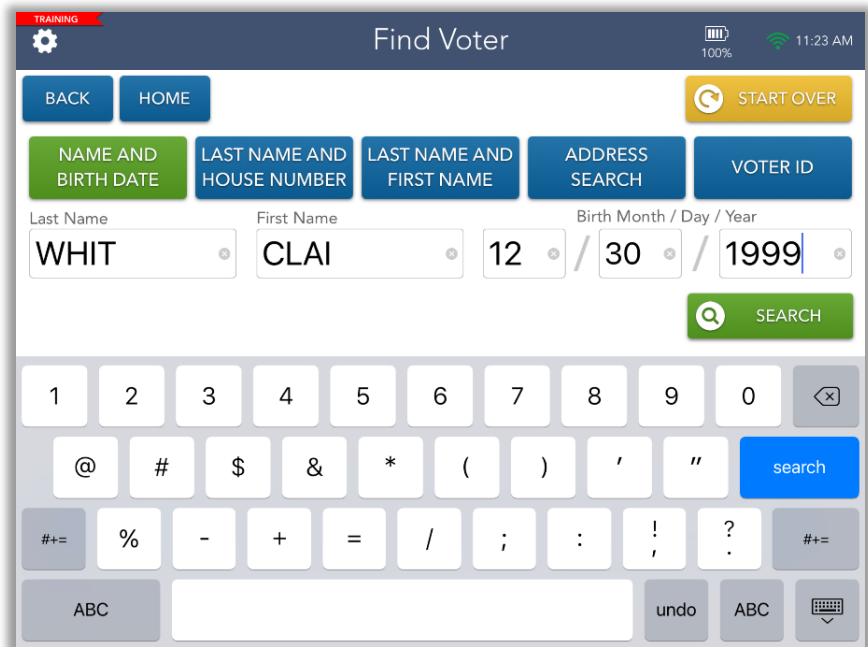 TRAINING
Find Voter
100%
11:23 AM
BACK
HOME
START OVER
NAME AND
BIRTH DATE
LAST NAME AND
HOUSE NUMBER
LAST NAME AND
FIRST NAME
ADDRESS
SEARCH
VOTER ID
Last Name
First Name
Birth Month / Day / Year
WHIT
CLAI
12 / 30 / 1999
SEARCH
1 2 3 4 5 6 7 8 9 0
@ # $ & * ( ) ' " search
#+= % - + = / ; : ! , ? . #+=
ABC undo ABC